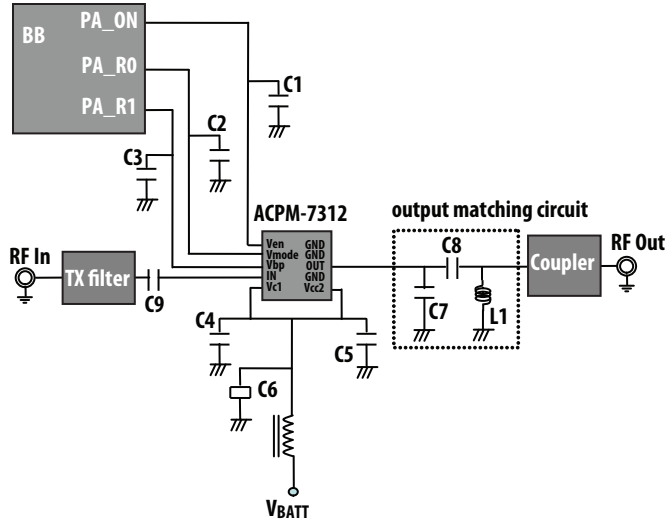 BB
PA_ON
PA_R0
PA_R1
C1
C2
C3
ACPM-7312
output matching circuit
Ven GND
Vmode GND
Vbp OUT
IN GND
Vc1 Vcc2
RF In
TX filter
C9
C8
C7
L1
Coupler
RF Out
C4
C5
C6
VBATT